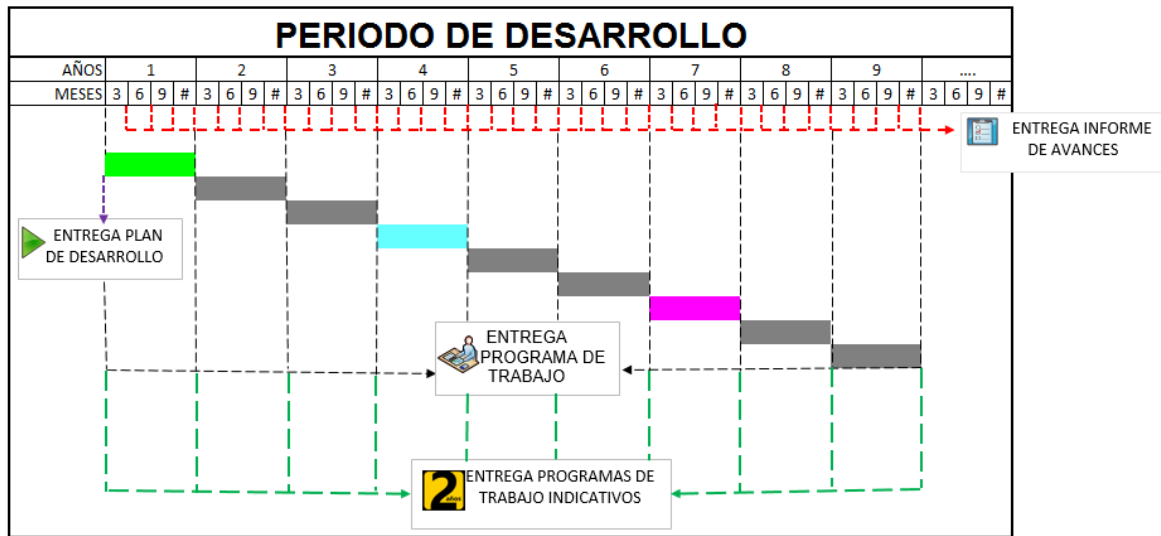 PERIODO DE DESARROLLO
AÑOS 1 2 3 4 5 6 7 8 9 ....
MESES 3 6 9 # 3 6 9 # 3 6 9 # 3 6 9 # 3 6 9 # 3 6 9 # 3 6 9 # 3 6 9 # 3 6 9 # 3 6 9 #
ENTREGA INFORME
DE AVANCES
ENTREGA PLAN
DE DESARROLLO
ENTREGA
PROGRAMA DE
TRABAJO
2 años
ENTREGA PROGRAMAS DE
TRABAJO INDICATIVOS